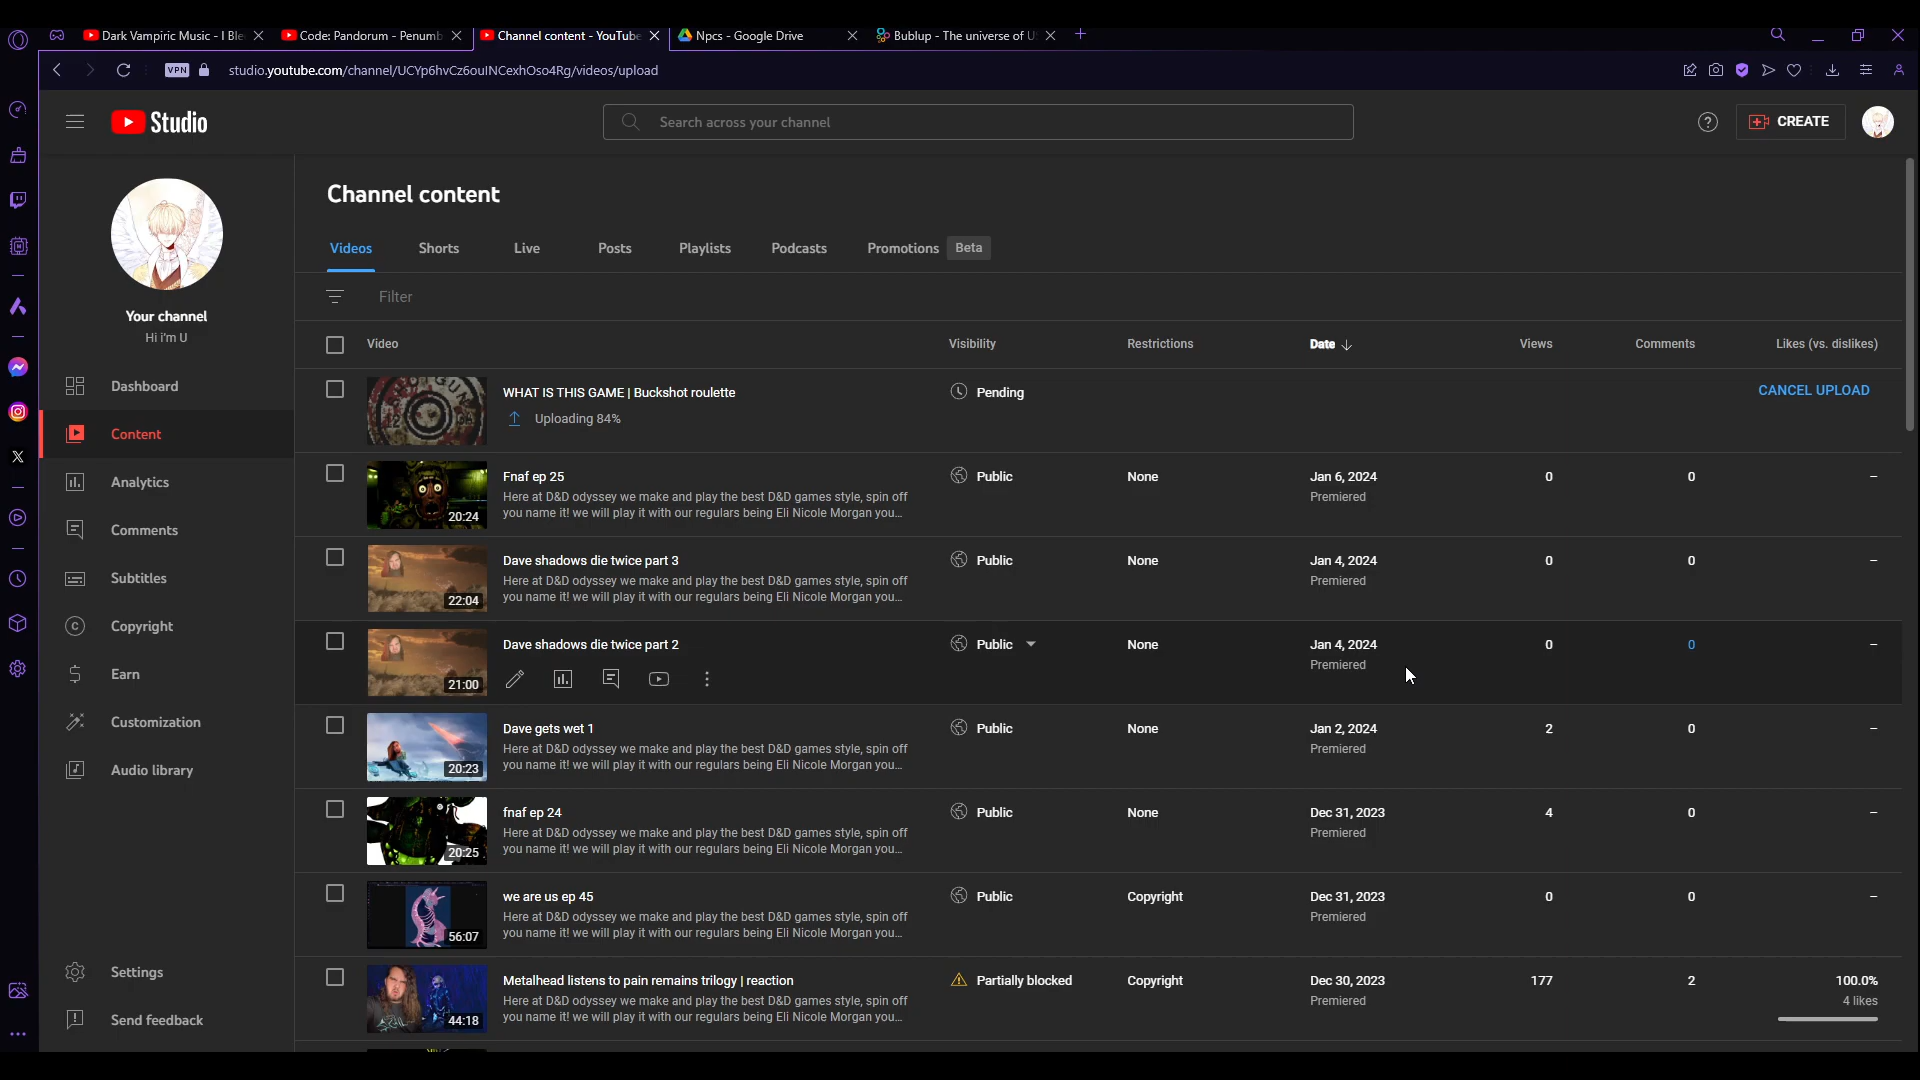 Dark Vampiric Music - I Ble
Code: Pandorum - Penumb
Channel content - YouTube
Npcs - Google Drive
Bublup - The universe of U
VPN
studio.youtube.com/channel/UCYp6hvCz6ouINCexhOso4Rg/videos/upload
Studio
Search across your channel
CREATE
Your channel
Hi i'm U
Dashboard
Content
Analytics
Comments
Subtitles
Copyright
Earn
Customization
Audio library
Settings
Send feedback
Channel content
Videos Shorts Live Posts Playlists Podcasts Promotions Beta
Filter
Video Visibility Restrictions Date Views Comments Likes (vs. dislikes)
WHAT IS THIS GAME | Buckshot roulette Pending CANCEL UPLOAD
Uploading 84%
Fnaf ep 25 Public None Jan 6, 2024 0 0 –
Here at D&D odyssey we make and play the best D&D games style, spin off Premiered
you name it! we will play it with our regulars being Eli Nicole Morgan you...
20:24
Dave shadows die twice part 3 Public None Jan 4, 2024 0 0 –
Here at D&D odyssey we make and play the best D&D games style, spin off Premiered
you name it! we will play it with our regulars being Eli Nicole Morgan you...
22:04
Dave shadows die twice part 2 Public None Jan 4, 2024 0 0 –
Premiered
21:00
Dave gets wet 1 Public None Jan 2, 2024 2 0 –
Here at D&D odyssey we make and play the best D&D games style, spin off Premiered
you name it! we will play it with our regulars being Eli Nicole Morgan you...
20:23
fnaf ep 24 Public None Dec 31, 2023 4 0 –
Here at D&D odyssey we make and play the best D&D games style, spin off Premiered
you name it! we will play it with our regulars being Eli Nicole Morgan you...
20:25
we are us ep 45 Public Copyright Dec 31, 2023 0 0 –
Here at D&D odyssey we make and play the best D&D games style, spin off Premiered
you name it! we will play it with our regulars being Eli Nicole Morgan you...
56:07
Metalhead listens to pain remains trilogy | reaction Partially blocked Copyright Dec 30, 2023 177 2 100.0%
Here at D&D odyssey we make and play the best D&D games style, spin off Premiered 4 likes
you name it! we will play it with our regulars being Eli Nicole Morgan you...
44:18